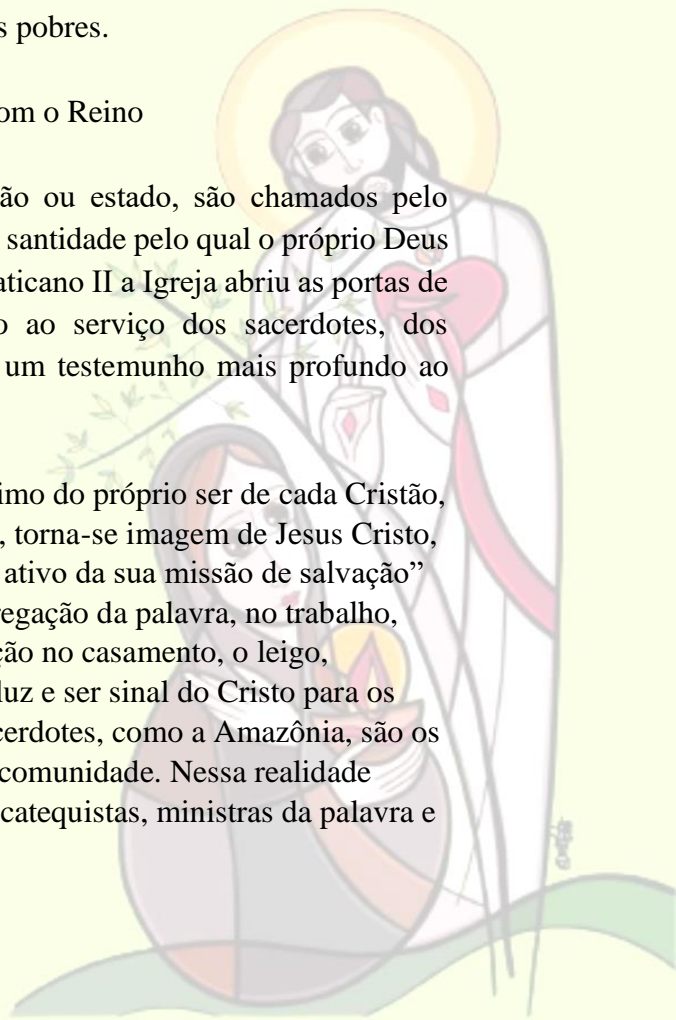 s pobres.
om o Reino
ão ou estado, são chamados pelo
santidade pelo qual o próprio Deus
aticano II a Igreja abriu as portas de
o ao serviço dos sacerdotes, dos
um testemunho mais profundo ao
timo do próprio ser de cada Cristão,
, torna-se imagem de Jesus Cristo,
ativo da sua missão de salvação”
regação da palavra, no trabalho,
ção no casamento, o leigo,
luz e ser sinal do Cristo para os
cerdotes, como a Amazônia, são os
comunidade. Nessa realidade
catequistas, ministras da palavra e